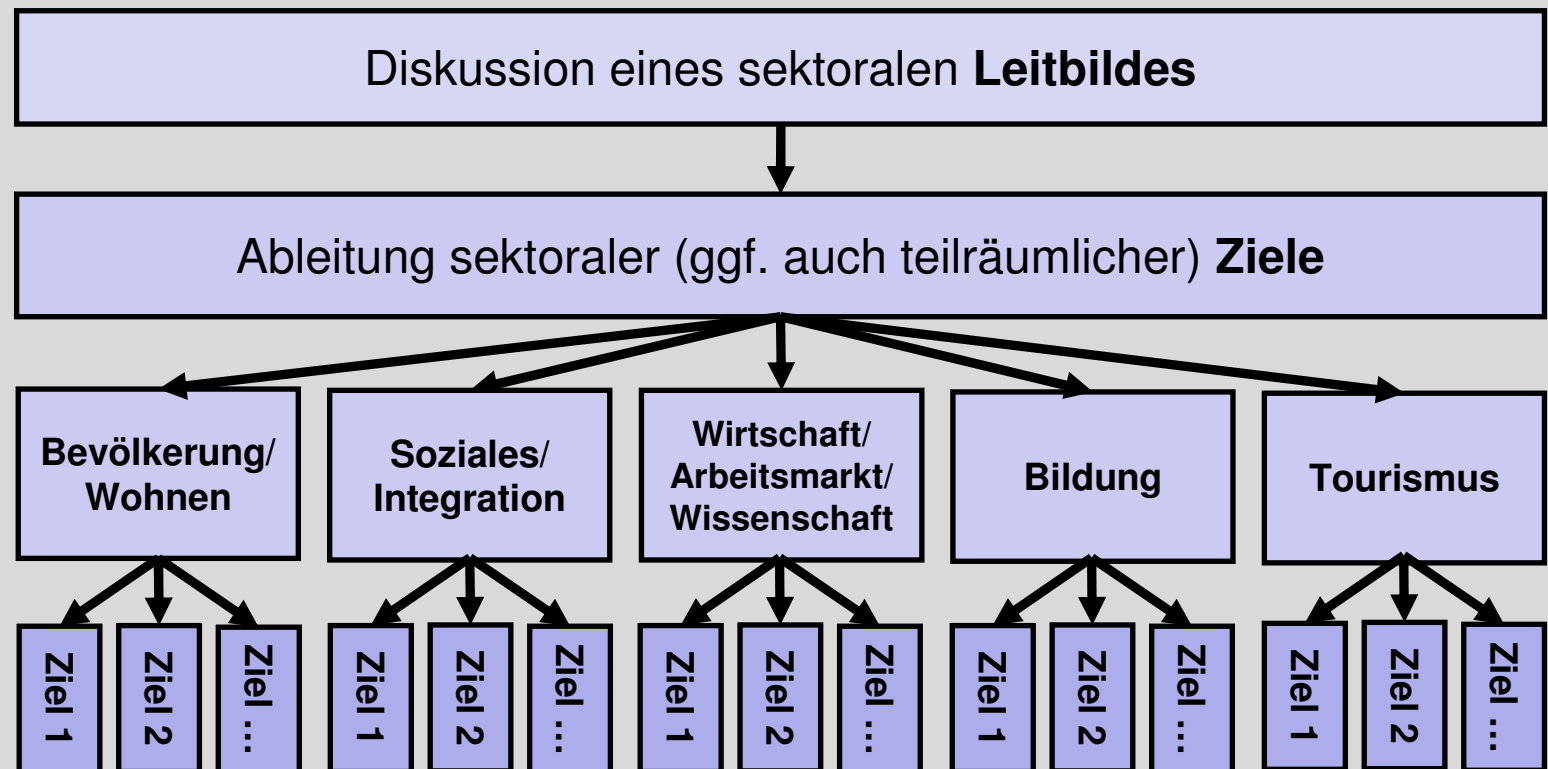 Diskussion eines sektoralen Leitbildes
Ableitung sektoraler (ggf. auch teilräumlicher) Ziele
Bevölkerung/
Wohnen
Soziales/
Integration
Wirtschaft/
Arbeitsmarkt/
Wissenschaft
Bildung
Tourismus
Ziel 1
Ziel 2
Ziel ...
Ziel 1
Ziel 2
Ziel ...
Ziel 1
Ziel 2
Ziel ...
Ziel 1
Ziel 2
Ziel ...
Ziel 1
Ziel 2
Ziel ...